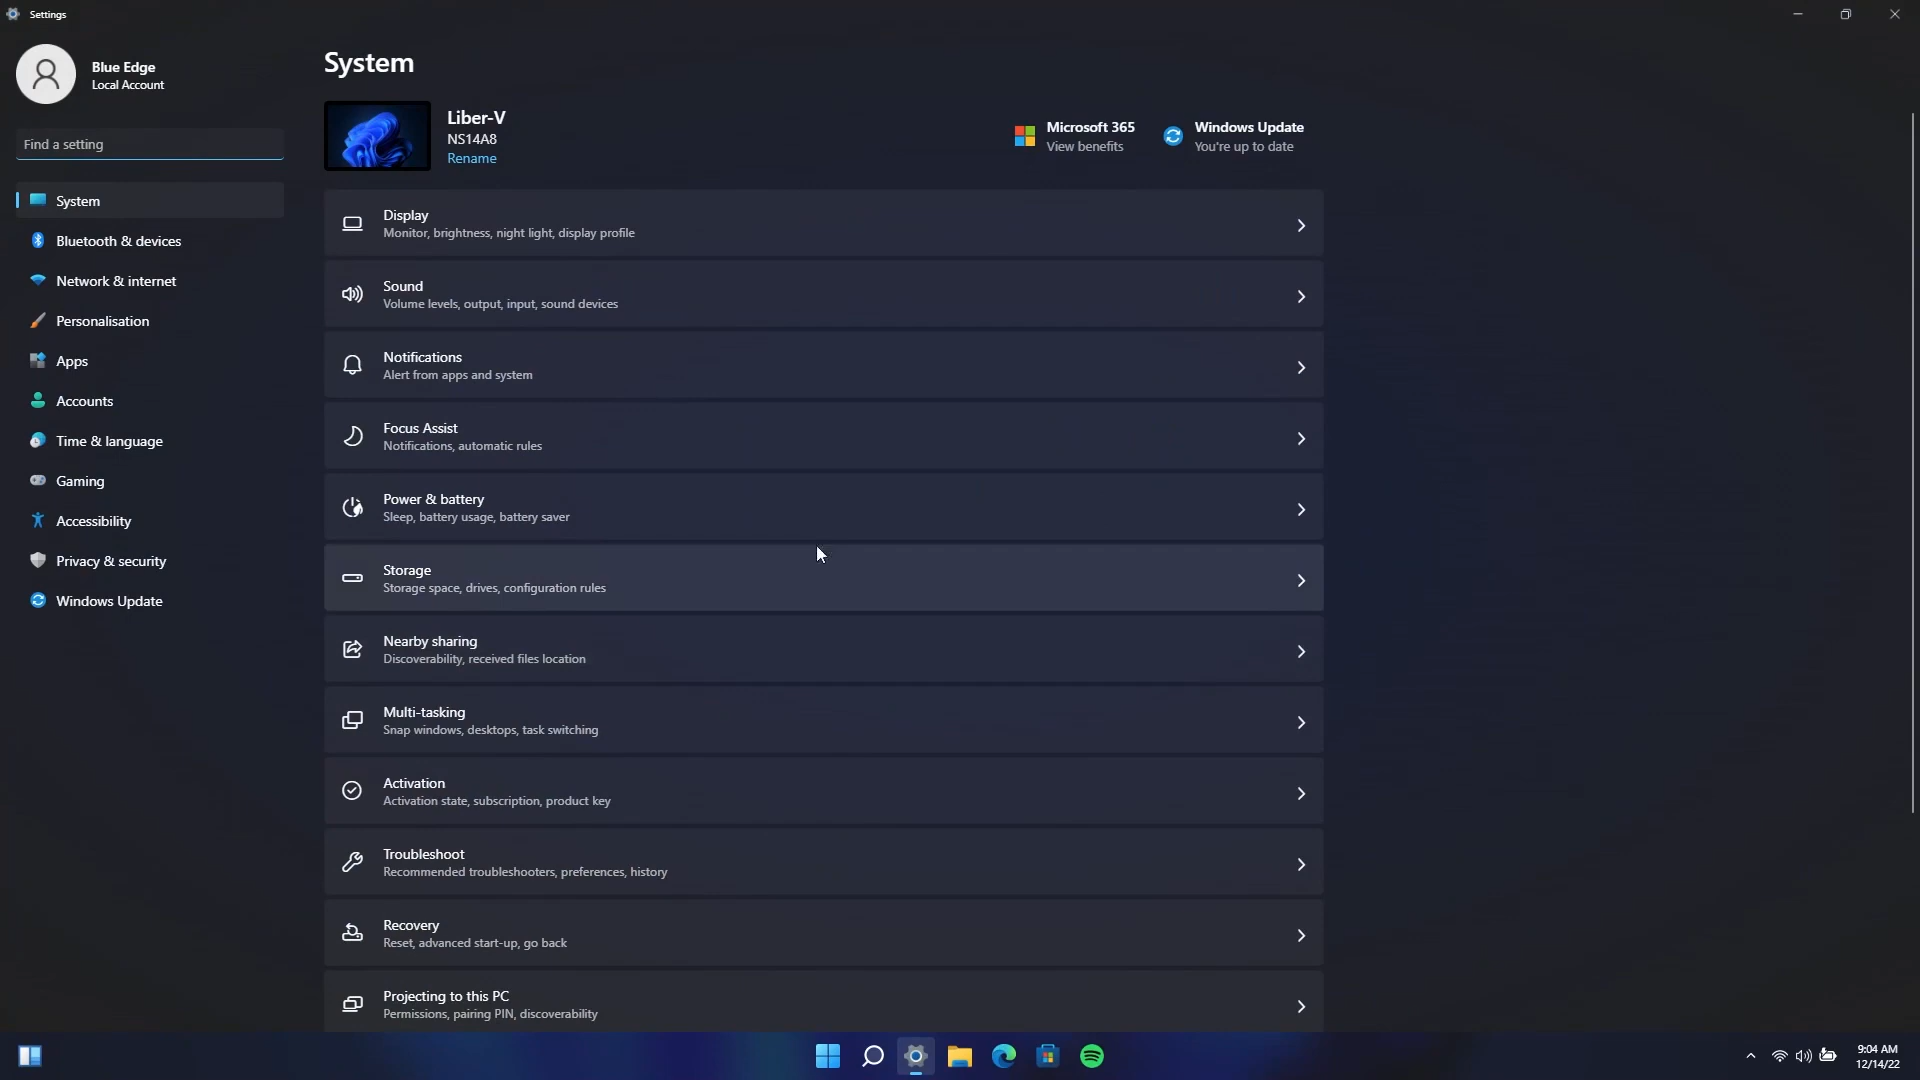 Settings
Blue Edge
Local Account
Find a setting
System
Bluetooth & devices
Network & internet
Personalisation
Apps
Accounts
Time & language
Gaming
Accessibility
Privacy & security
Windows Update
System
Liber-V
NS14A8
Rename
Microsoft 365
View benefits
Windows Update
You're up to date
Display
Monitor, brightness, night light, display profile
Sound
Volume levels, output, input, sound devices
Notifications
Alert from apps and system
Focus Assist
Notifications, automatic rules
Power & battery
Sleep, battery usage, battery saver
Storage
Storage space, drives, configuration rules
Nearby sharing
Discoverability, received files location
Multi-tasking
Snap windows, desktops, task switching
Activation
Activation state, subscription, product key
Troubleshoot
Recommended troubleshooters, preferences, history
Recovery
Reset, advanced start-up, go back
Projecting to this PC
Permissions, pairing PIN, discoverability
9:04 AM
12/14/22